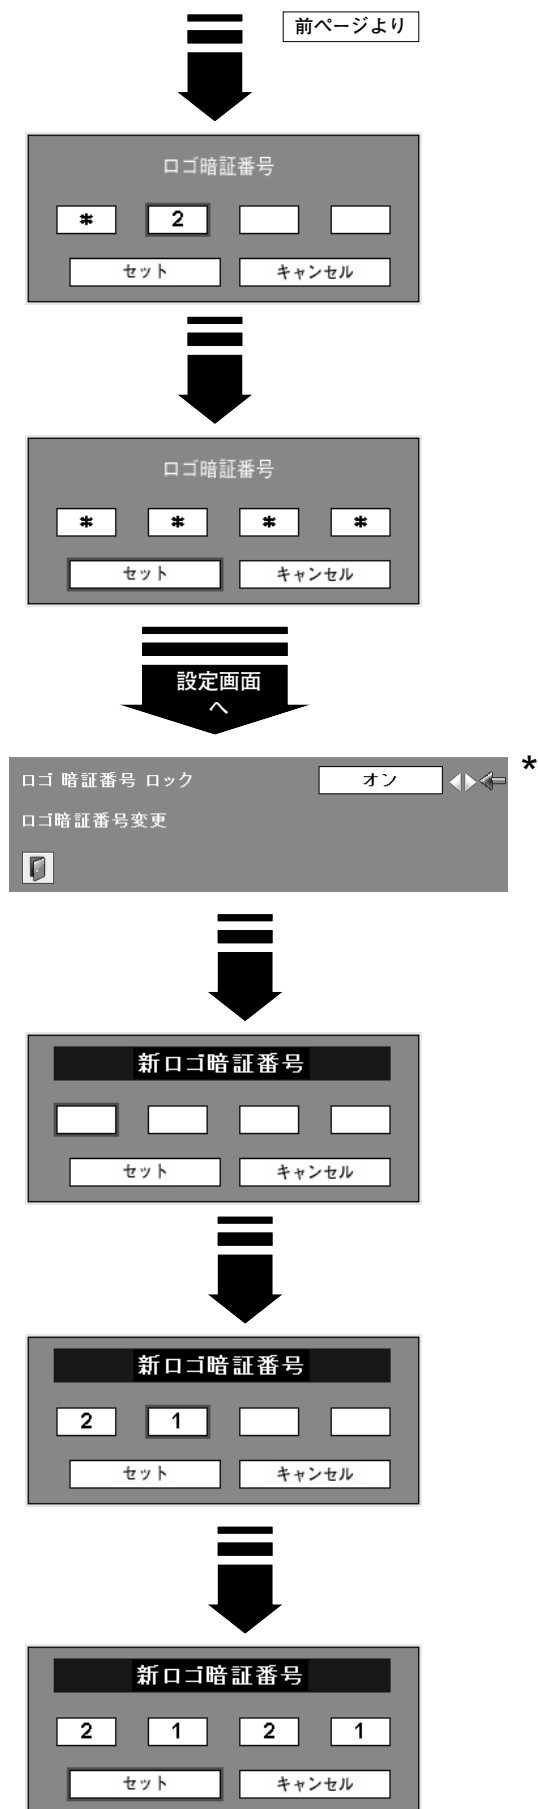 前ページより
ロゴ暗証番号
* 2
セット キャンセル
ロゴ暗証番号
* * * *
セット キャンセル
設定画面
へ
ロゴ 暗証番号 ロック オン *
ロゴ暗証番号変更
新ロゴ暗証番号
セット キャンセル
新ロゴ暗証番号
2 1
セット キャンセル
新ロゴ暗証番号
2 1 2 1
セット キャンセル